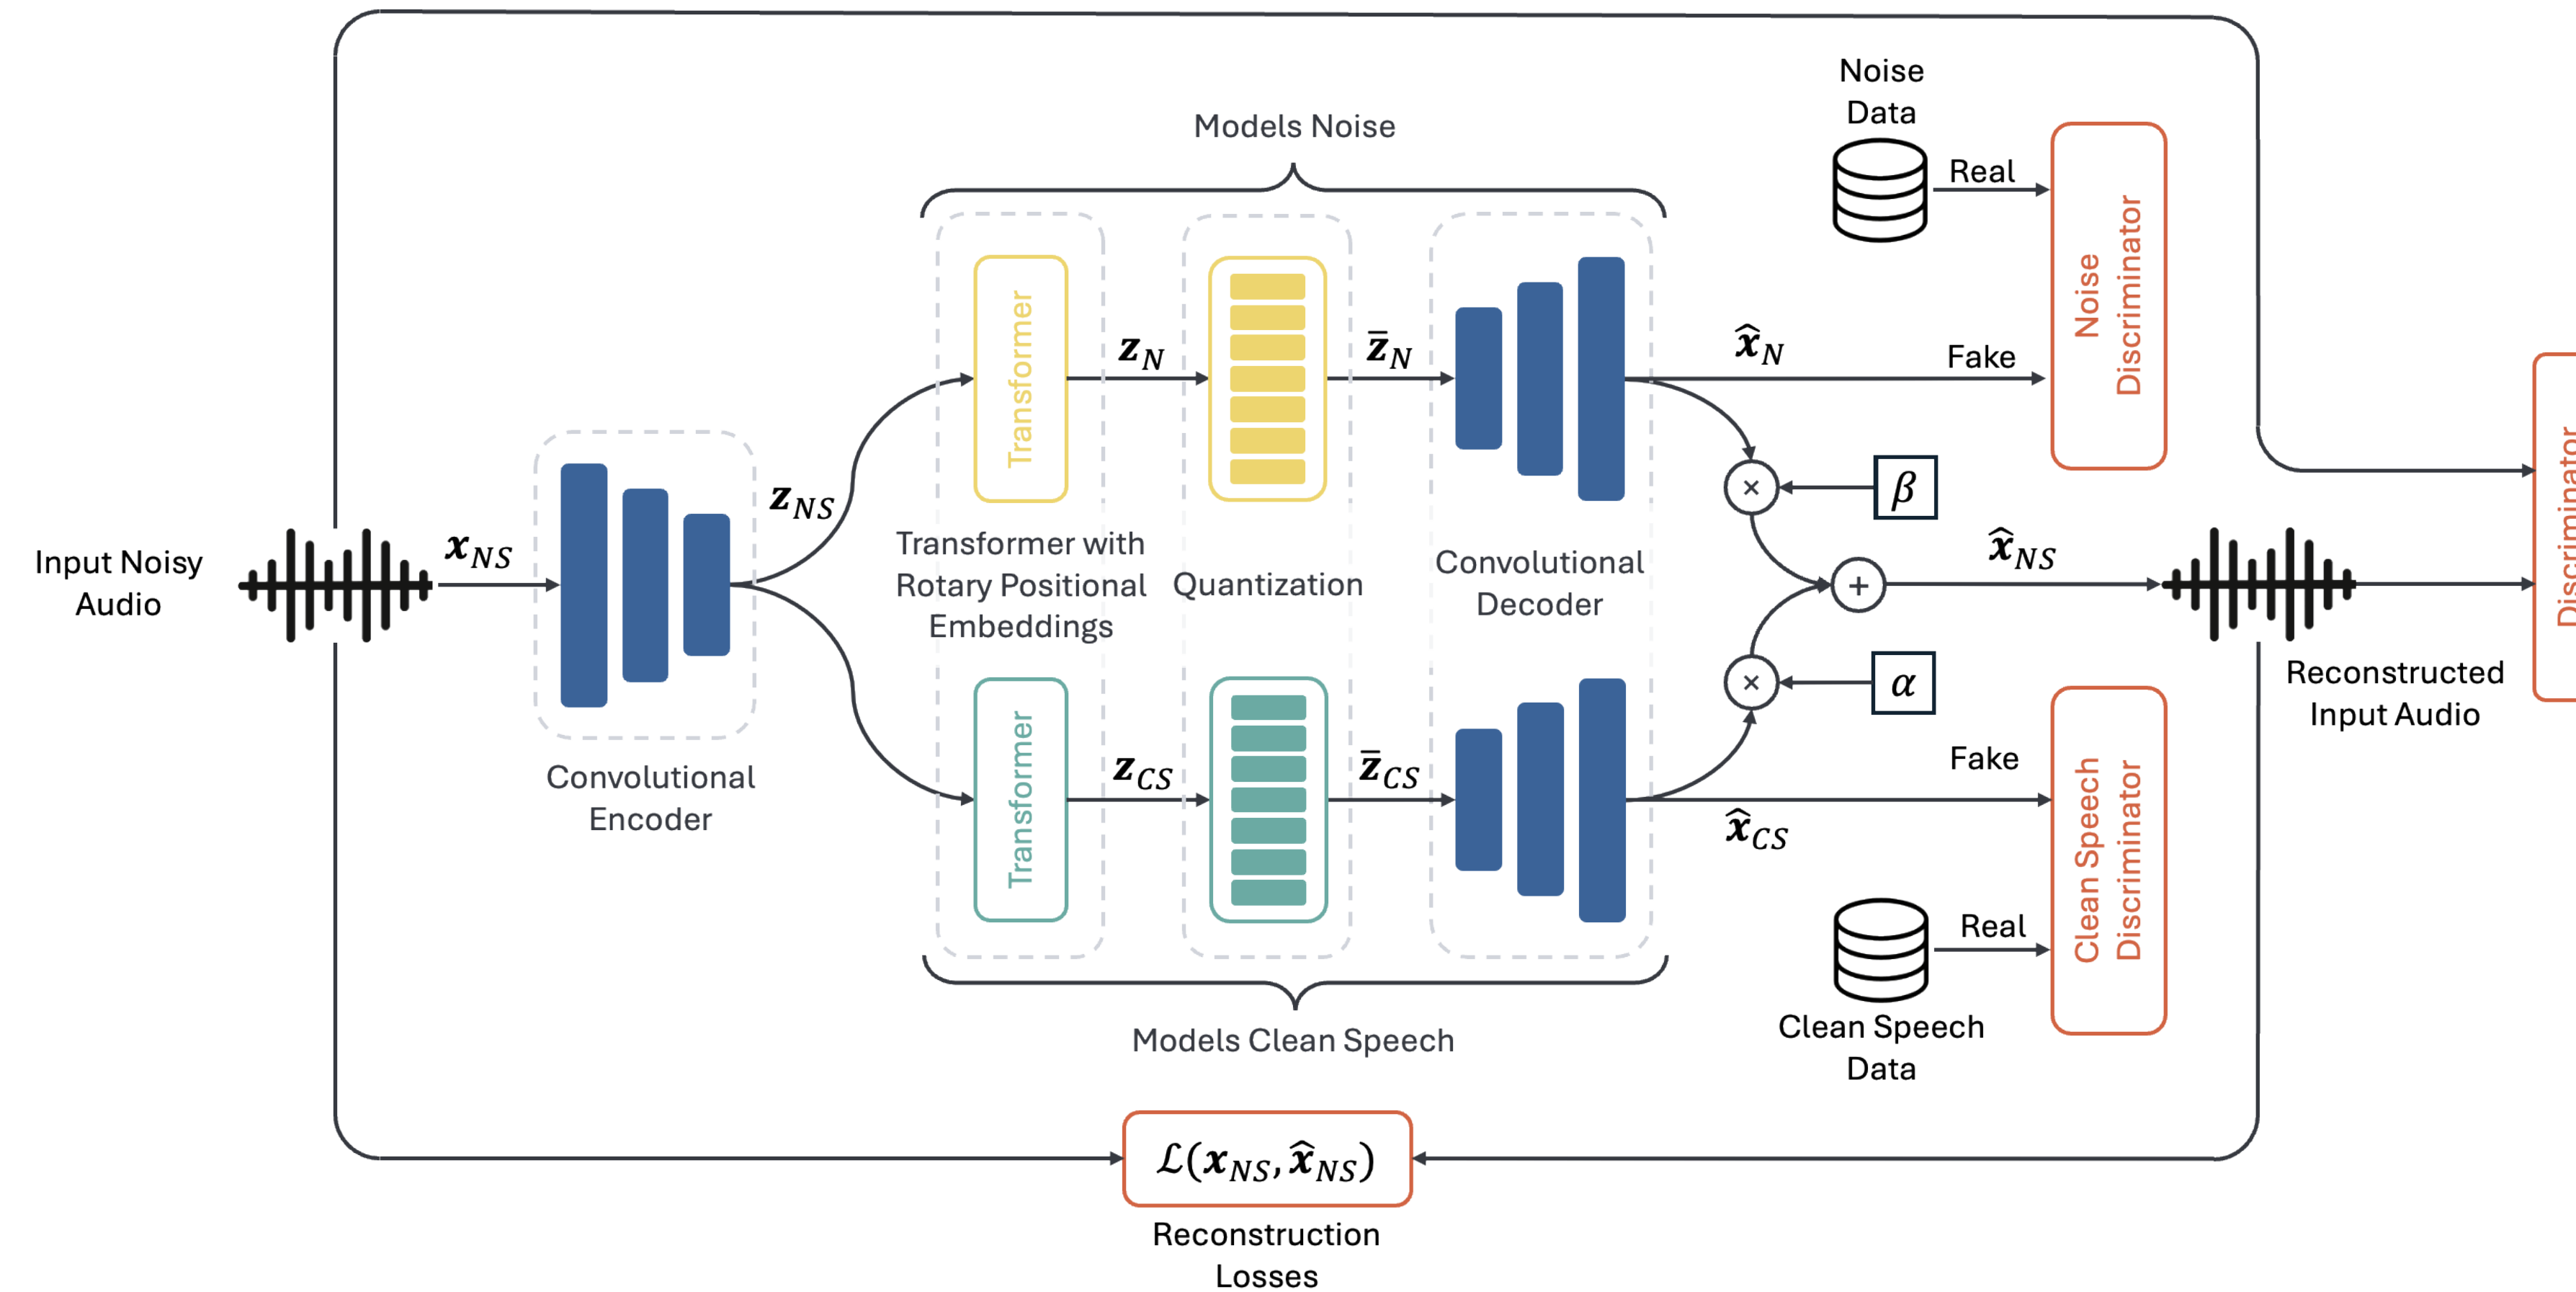 Noise
Data
Models Noise
Real
Noise
Discriminator
Transformer
z_N
z̄_N
x̂_N
Fake
z_NS
β
Input Noisy
Audio
x_NS
Transformer with
Rotary Positional
Embeddings
Quantization
Convolutional
Decoder
×
+
x̂_NS
Discriminator
×
α
Reconstructed
Input Audio
Convolutional
Encoder
Transformer
z_CS
z̄_CS
x̂_CS
Fake
Clean Speech
Discriminator
Real
Clean Speech
Data
Models Clean Speech
ℒ(x_NS, x̂_NS)
Reconstruction
Losses